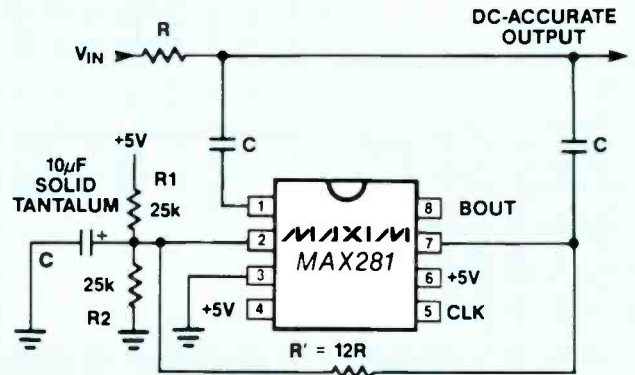 R
VIN
DC-ACCURATE
OUTPUT
+5V
10µF
SOLID
TANTALUM
R1
25k
C
C
C
+
25k
R2
1
2
3
4
MAXIM
MAX281
8
7
6
5
BOUT
+5V
CLK
+5V
R' = 12R